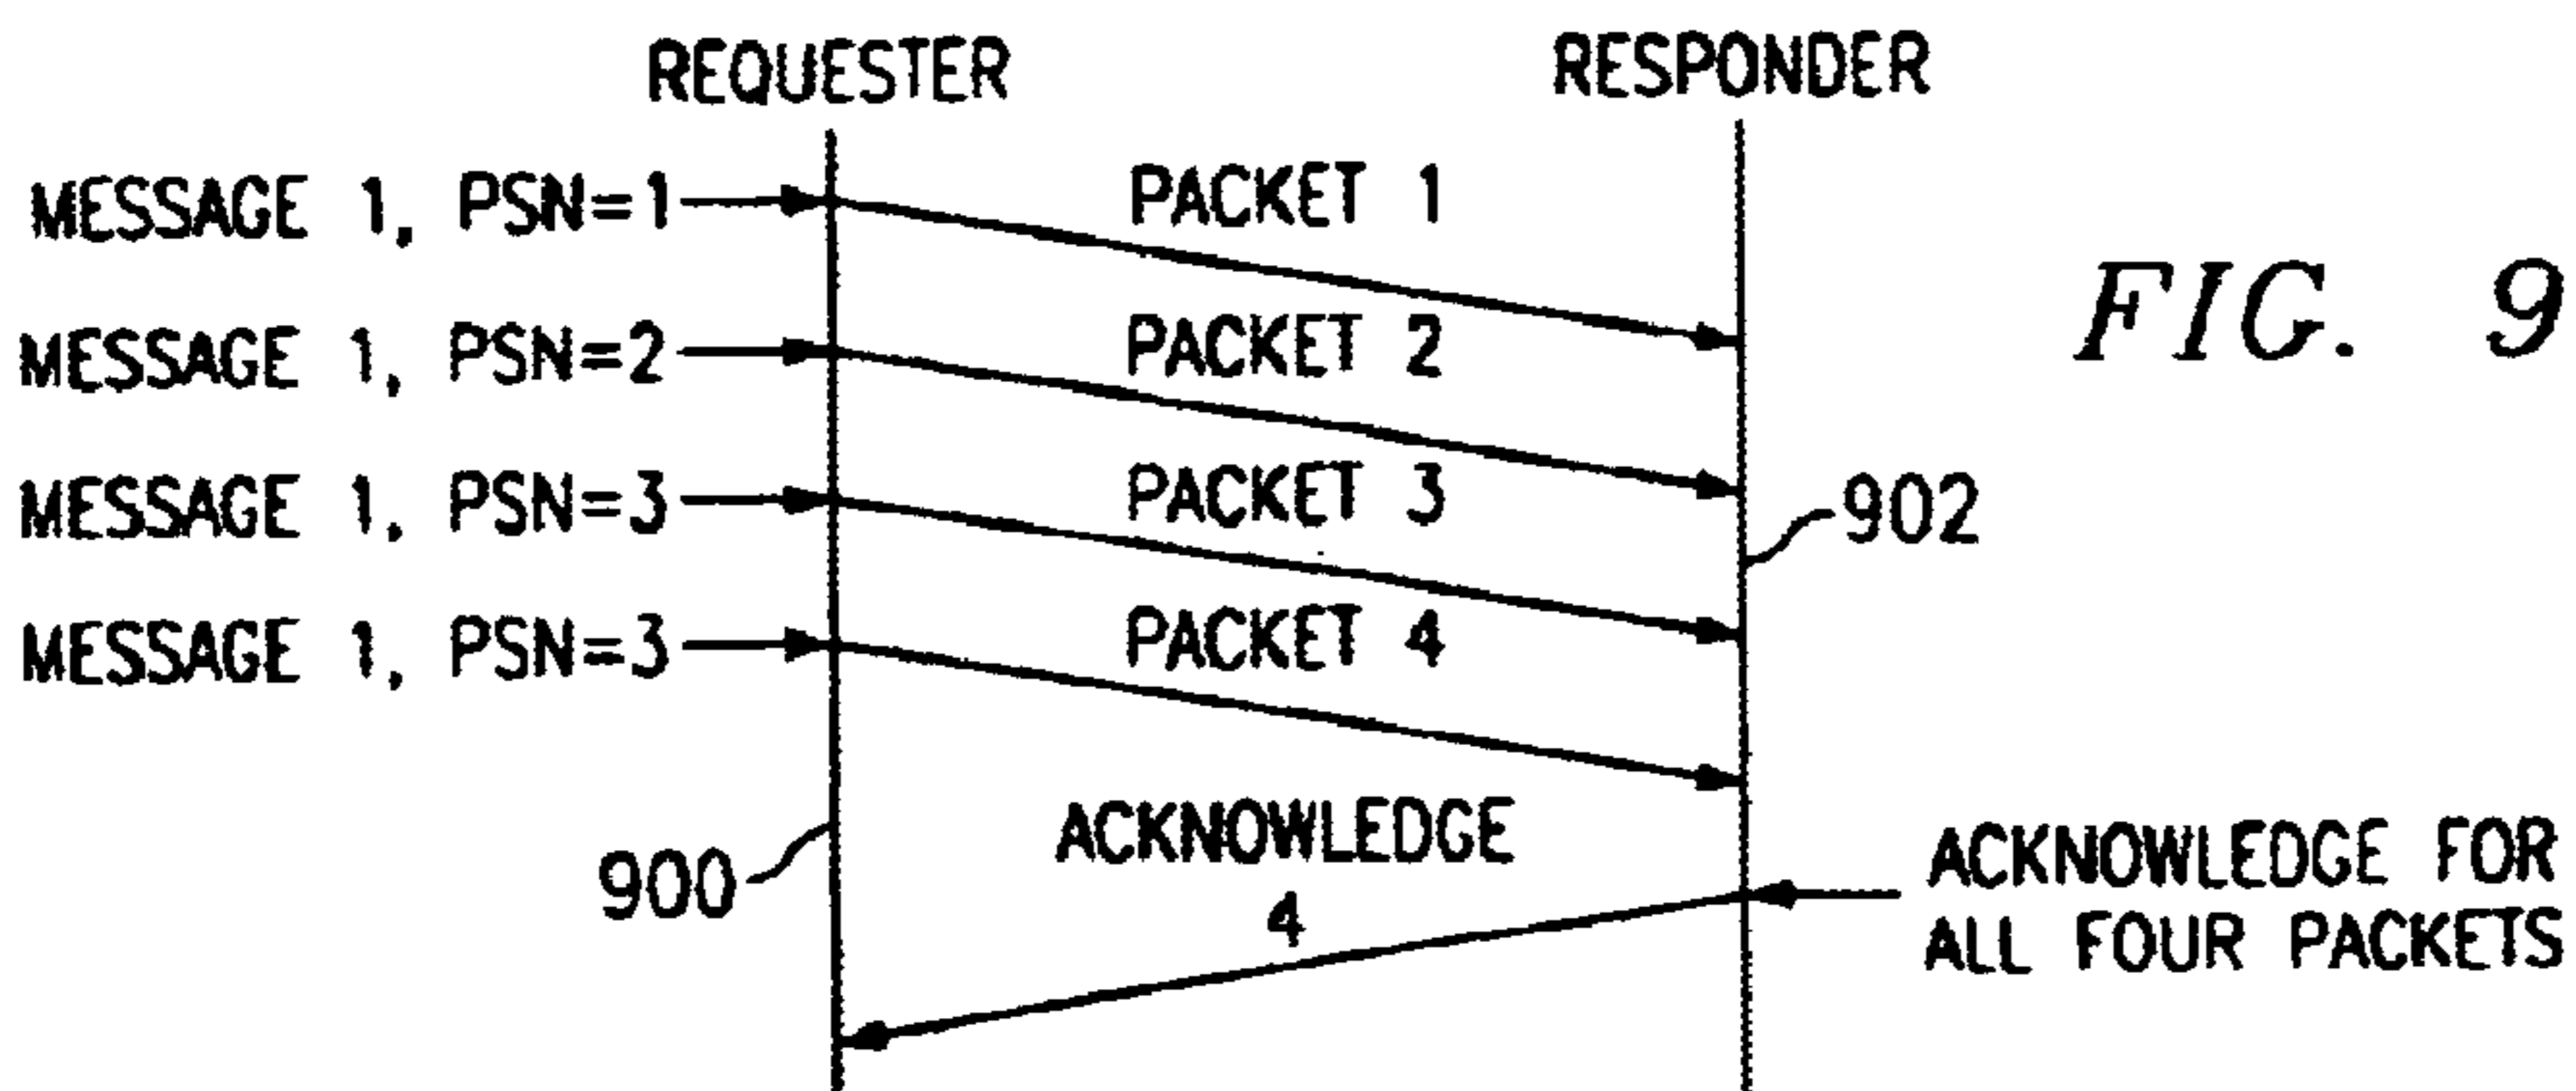 REQUESTER
RESPONDER
MESSAGE 1, PSN=1
PACKET 1
FIG. 9
MESSAGE 1, PSN=2
PACKET 2
MESSAGE 1, PSN=3
PACKET 3
902
MESSAGE 1, PSN=3
PACKET 4
900
ACKNOWLEDGE
4
ACKNOWLEDGE FOR
ALL FOUR PACKETS